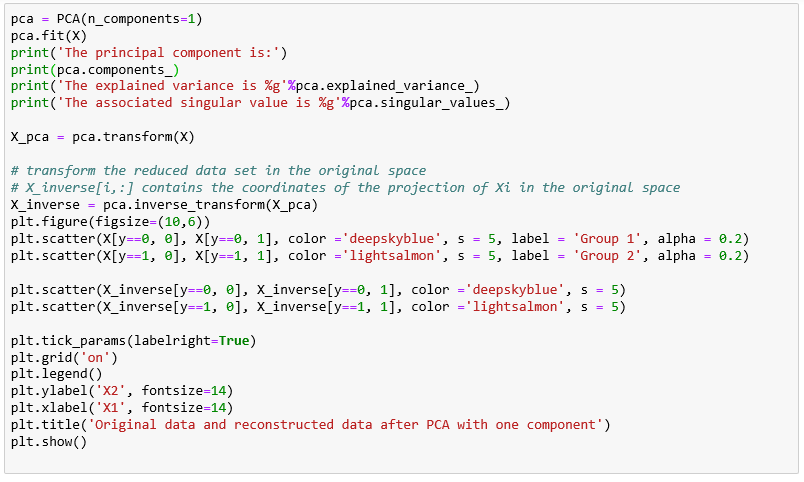 pca = PCA(n_components=1)
pca.fit(X)
print('The principal component is:')
print(pca.components_)
print('The explained variance is %g'%pca.explained_variance_)
print('The associated singular value is %g'%pca.singular_values_)
X_pca = pca.transform(X)
# transform the reduced data set in the original space
# X_inverse[i,:] contains the coordinates of the projection of Xi in the original space
X_inverse = pca.inverse_transform(X_pca)
plt.figure(figsize=(10,6))
plt.scatter(X[y==0, 0], X[y==0, 1], color ='deepskyblue', s = 5, label = 'Group 1', alpha = 0.2)
plt.scatter(X[y==1, 0], X[y==1, 1], color ='lightsalmon', s = 5, label = 'Group 2', alpha = 0.2)
plt.scatter(X_inverse[y==0, 0], X_inverse[y==0, 1], color ='deepskyblue', s = 5)
plt.scatter(X_inverse[y==1, 0], X_inverse[y==1, 1], color ='lightsalmon', s = 5)
plt.tick_params(labelright=True)
plt.grid('on')
plt.legend()
plt.ylabel('X2', fontsize=14)
plt.xlabel('X1', fontsize=14)
plt.title('Original data and reconstructed data after PCA with one component')
plt.show()